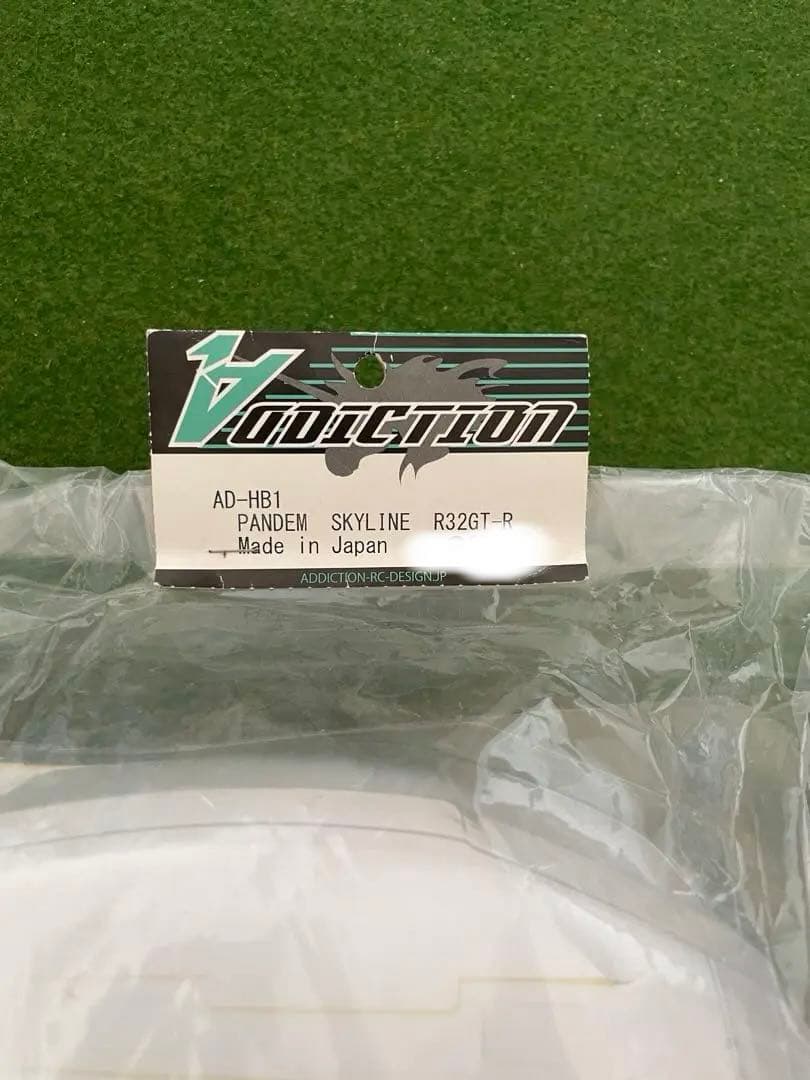 ADDICTION
AD-HB1
PANDEM SKYLINE R32GT-R
Made in Japan
ADDICTION-RC-DESIGN.JP